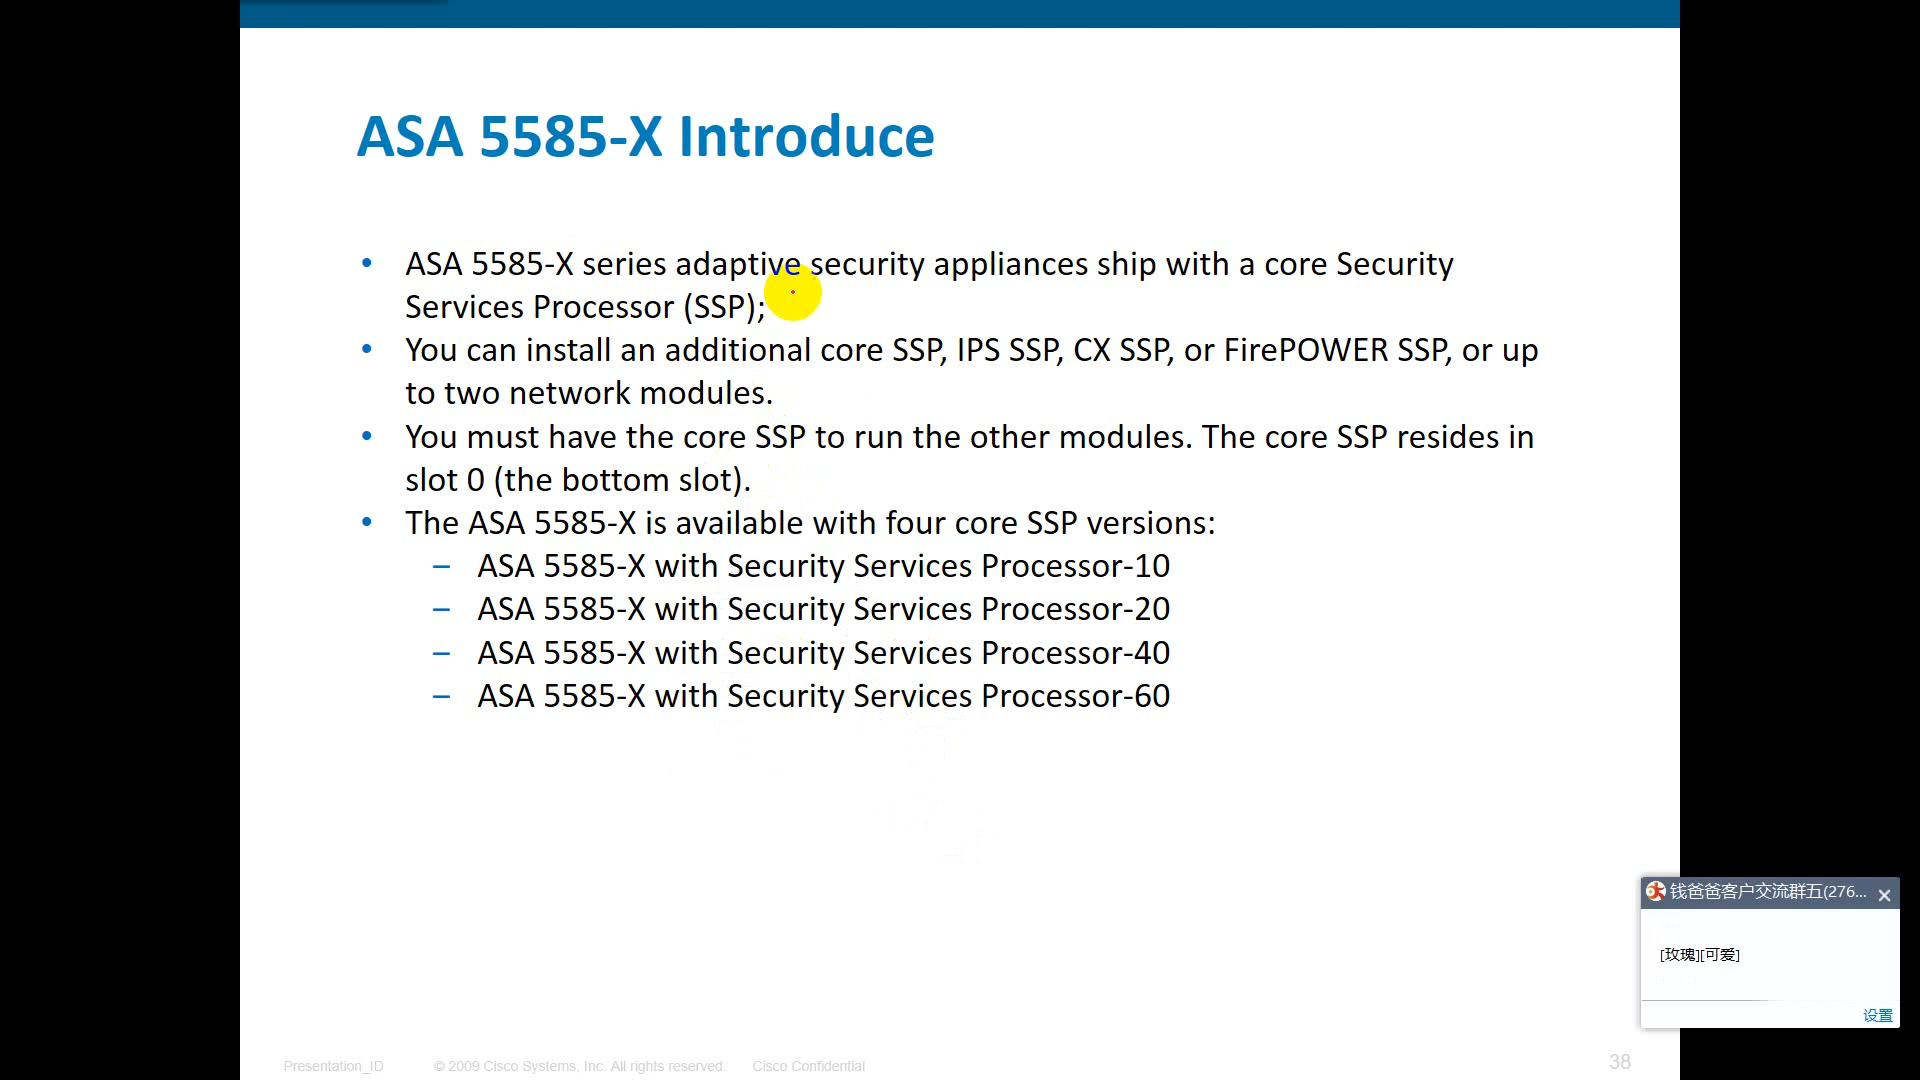 ASA 5585-X Introduce
• ASA 5585-X series adaptive security appliances ship with a core Security
Services Processor (SSP);
• You can install an additional core SSP, IPS SSP, CX SSP, or FirePOWER SSP, or up
to two network modules.
• You must have the core SSP to run the other modules. The core SSP resides in
slot 0 (the bottom slot).
• The ASA 5585-X is available with four core SSP versions:
– ASA 5585-X with Security Services Processor-10
– ASA 5585-X with Security Services Processor-20
– ASA 5585-X with Security Services Processor-40
– ASA 5585-X with Security Services Processor-60
钱爸爸客户交流群五(276...
[玫瑰][可爱]
设置
Presentation_ID © 2009 Cisco Systems, Inc. All rights reserved. Cisco Confidential 38